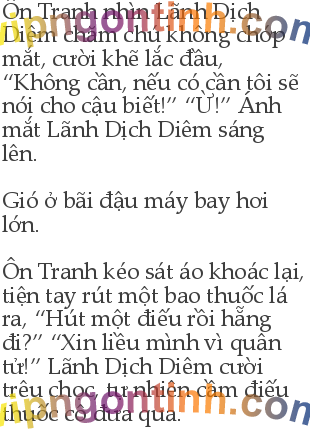 Ôn Tranh nhìn Lãnh Dịch
Diêm chăm chú không chớp
mắt, cười khẽ lắc đầu,
“Không cần, nếu có cần tôi sẽ
nói cho cậu biết!” “Ừ!” Ánh
mắt Lãnh Dịch Diêm sáng
lên.

Gió ở bãi đậu máy bay hơi
lớn.

Ôn Tranh kéo sát áo khoác lại,
tiện tay rút một bao thuốc lá
ra, “Hút một điếu rồi hẵng
đi?” “Xin liều mình vì quân
tử!” Lãnh Dịch Diêm cười
trêu chọc, tự nhiên cầm điếu
thuốc cô đưa qua.
vipngontinh.com
vipngontinh.com